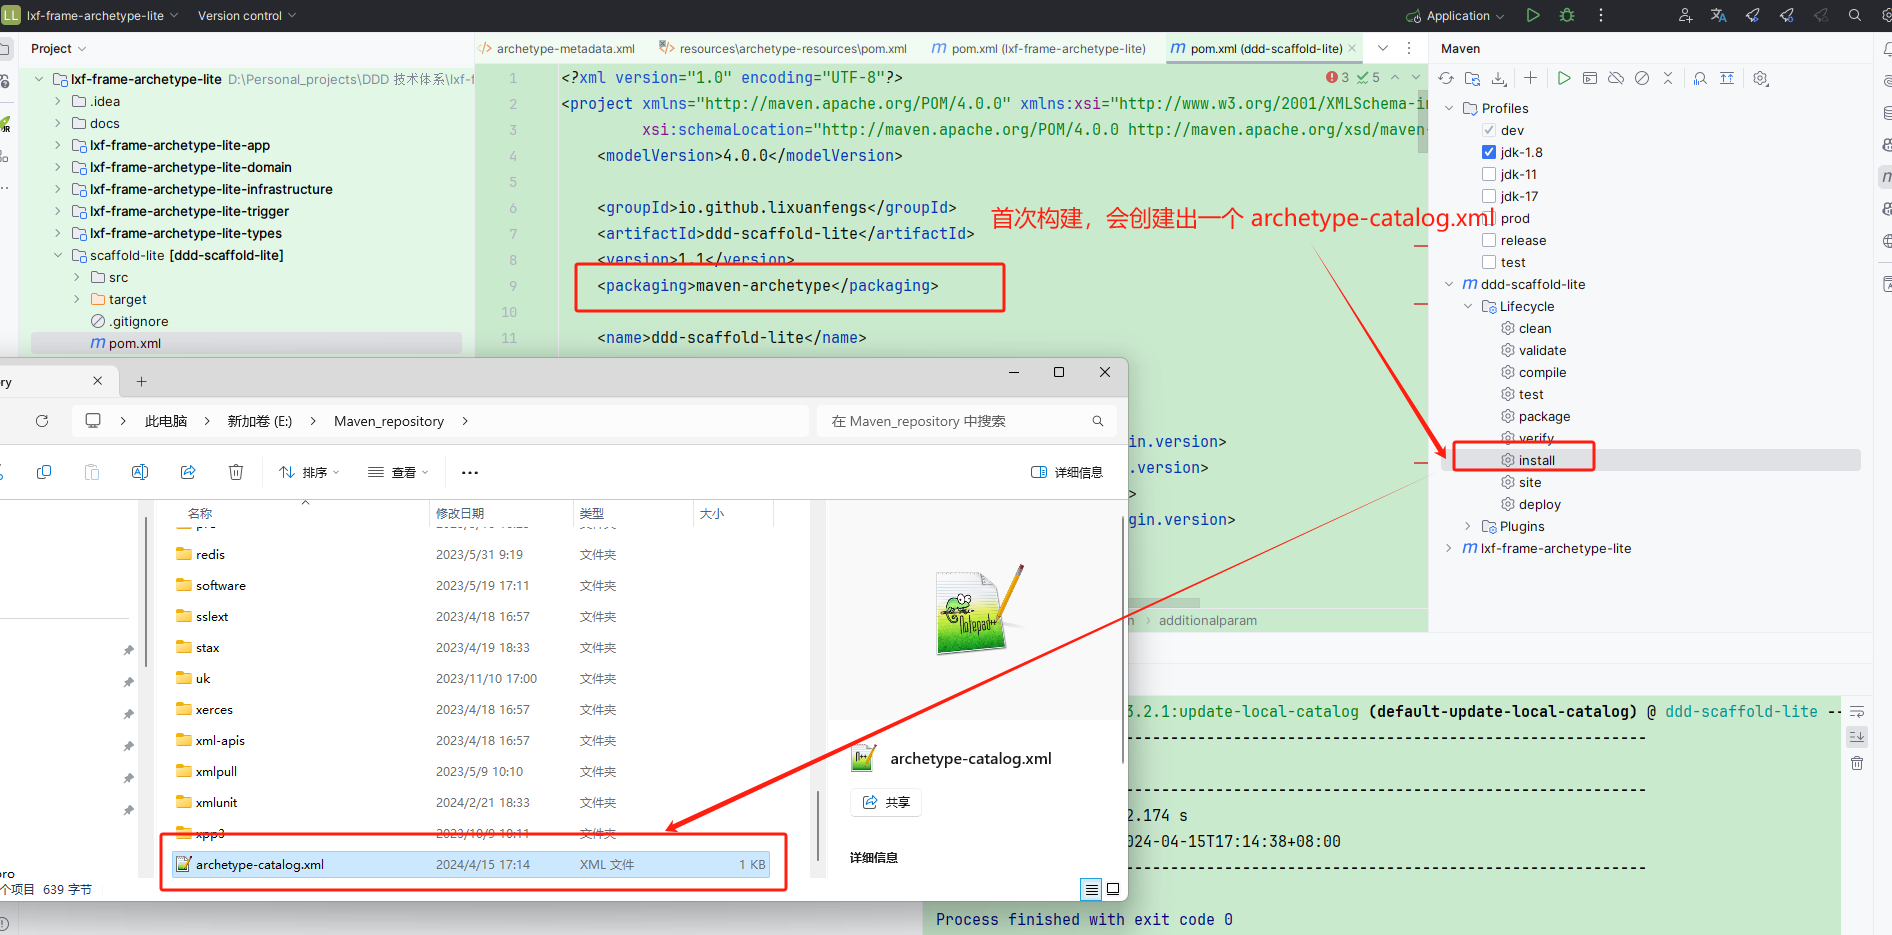 LL lxf-frame-archetype-lite Version control Application
Project
lxf-frame-archetype-lite D:\Personal_projects\DDD 技术体系\lxf-f
.idea
docs
lxf-frame-archetype-lite-app
lxf-frame-archetype-lite-domain
lxf-frame-archetype-lite-infrastructure
lxf-frame-archetype-lite-trigger
lxf-frame-archetype-lite-types
scaffold-lite [ddd-scaffold-lite]
src
target
.gitignore
pom.xml
archetype-metadata.xml resources\archetype-resources\pom.xml pom.xml (lxf-frame-archetype-lite) pom.xml (ddd-scaffold-lite)
3 5
1 <?xml version="1.0" encoding="UTF-8"?>
2 <project xmlns="http://maven.apache.org/POM/4.0.0" xmlns:xsi="http://www.w3.org/2001/XMLSchema-in
3 xsi:schemaLocation="http://maven.apache.org/POM/4.0.0 http://maven.apache.org/xsd/maven-
4 <modelVersion>4.0.0</modelVersion>
5
6 <groupId>io.github.lixuanfengs</groupId>
7 <artifactId>ddd-scaffold-lite</artifactId>
8 <version>1.1</version>
9 <packaging>maven-archetype</packaging>
10
11 <name>ddd-scaffold-lite</name>
首次构建，会创建出一个 archetype-catalog.xml
in.version>
.version>
>
gin.version>
n › additionalparam
Maven
Profiles
dev
jdk-1.8
jdk-11
jdk-17
prod
release
test
ddd-scaffold-lite
Lifecycle
clean
validate
compile
test
package
verify
install
site
deploy
Plugins
lxf-frame-archetype-lite
ry
此电脑 新加卷 (E:) Maven_repository
在 Maven_repository 中搜索
排序 查看 ··· 详细信息
名称 修改日期 类型 大小
redis 2023/5/31 9:19 文件夹
software 2023/5/19 17:11 文件夹
sslext 2023/4/18 16:57 文件夹
stax 2023/4/19 18:33 文件夹
uk 2023/11/10 17:00 文件夹
xerces 2023/4/18 16:57 文件夹
xml-apis 2023/4/18 16:57 文件夹
xmlpull 2023/5/9 10:10 文件夹
xmlunit 2024/2/21 18:33 文件夹
xpp3 2023/10/9 18:11 文件夹
archetype-catalog.xml 2024/4/15 17:14 XML 文件 1 KB
Notepad++
archetype-catalog.xml
共享
详细信息
pro
个项目 639 字节
3.2.1:update-local-catalog (default-update-local-catalog) @ ddd-scaffold-lite --
------------------------------------------------------------------------
------------------------------------------------------------------------
2.174 s
024-04-15T17:14:38+08:00
------------------------------------------------------------------------
Process finished with exit code 0